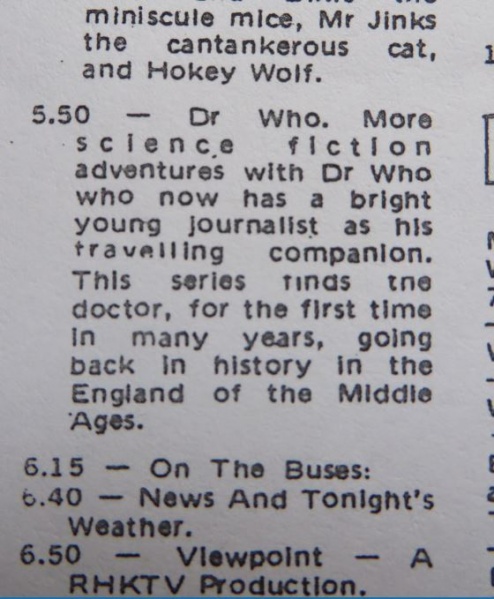 miniscule mice, Mr Jinks
the cantankerous cat,
and Hokey Wolf.
5.50 — Dr Who. More
science fiction
adventures with Dr Who
who now has a bright
young journalist as his
travelling companion.
This series finds the
doctor, for the first time
in many years, going
back in history in the
England of the Middle
Ages.
6.15 — On The Buses:
6.40 — News And Tonight's
Weather.
6.50 — Viewpoint — A
RHKTV Production.